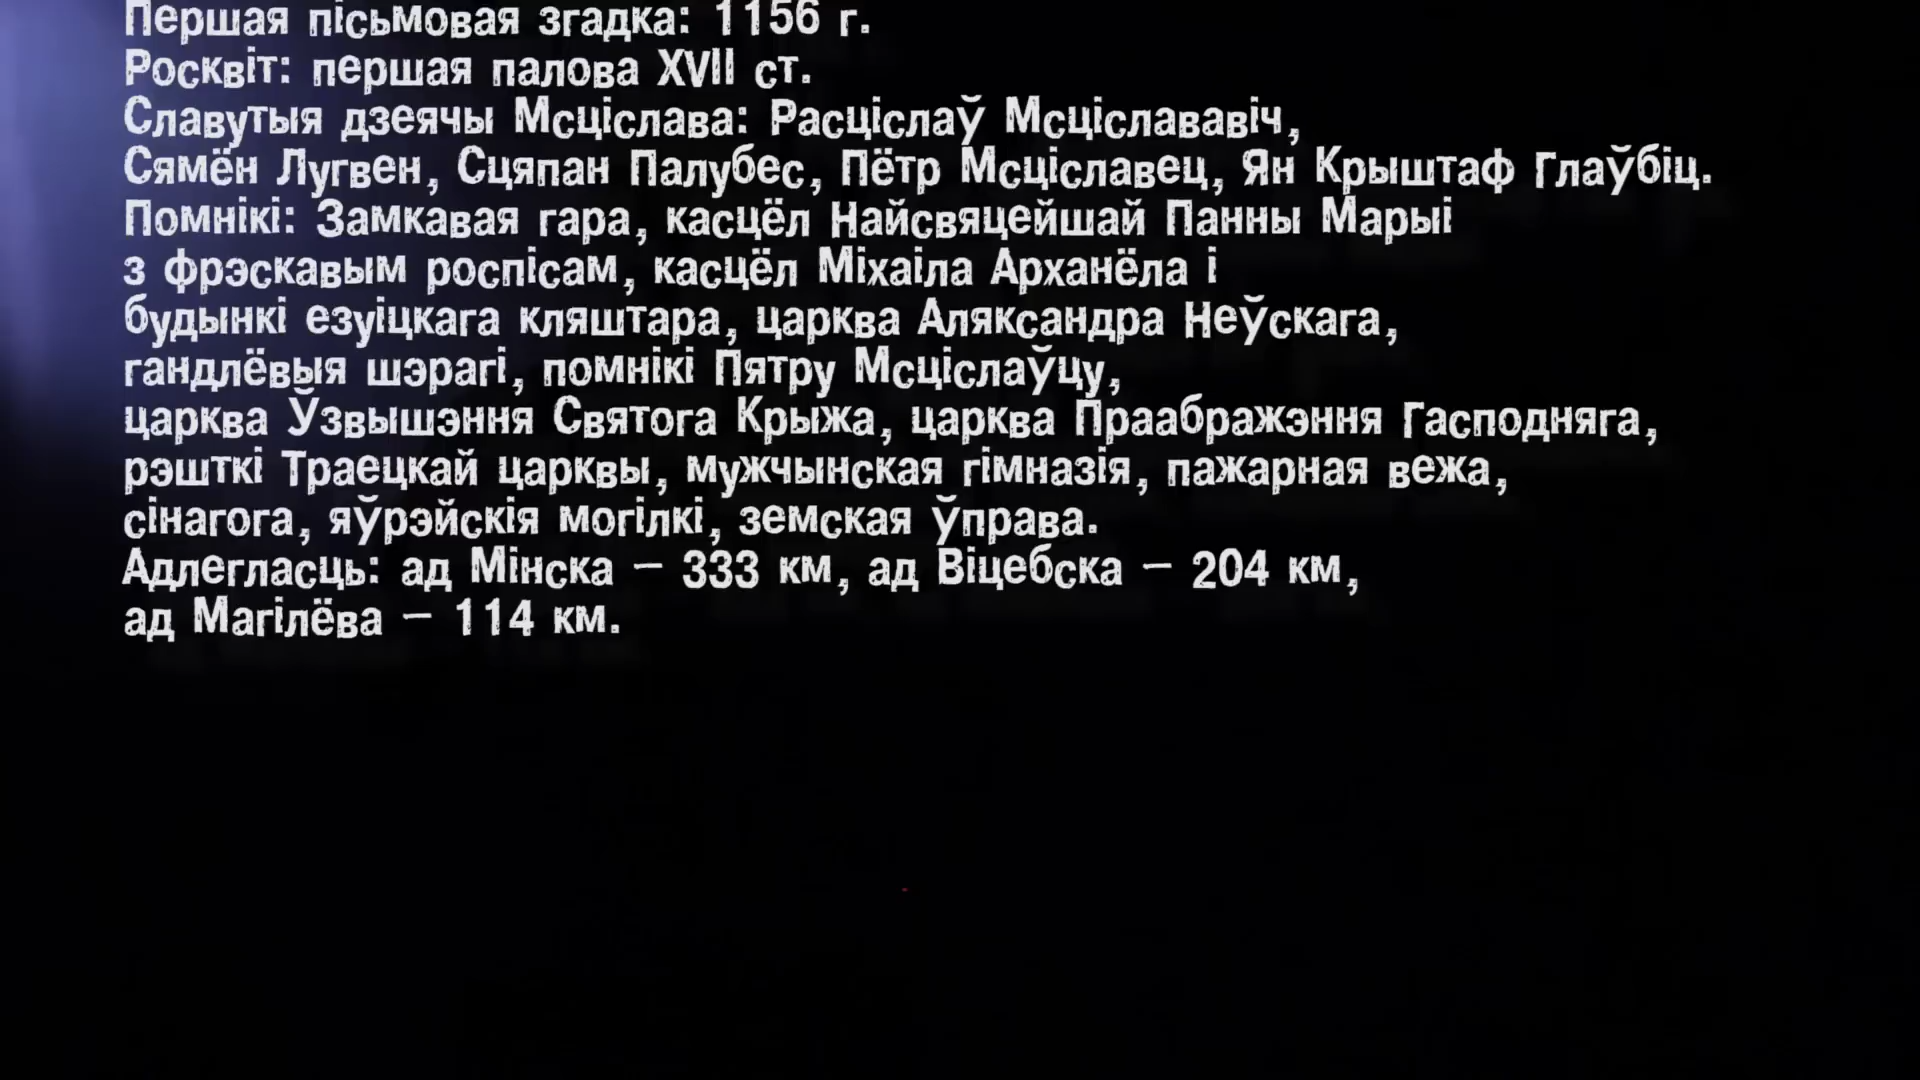 Першая пісьмовая згадка: 1156 г.
Росквіт: першая палова XVII ст.
Славутыя дзеячы Мсціслава: Расціслаў Мсціслававіч,
Сямён Лугвен, Сцяпан Палубес, Пётр Мсціславец, Ян Крыштаф Глаўбіц.
Помнікі: Замкавая гара, касцёл Найсвяцейшай Панны Марыі
з фрэскавым роспісам, касцёл Міхаіла Арханёла і
будынкі езуіцкага кляштара, царква Аляксандра Неўскага,
гандлёвыя шэрагі, помнікі Пятру Мсціслаўцу,
царква Ўзвышэння Святога Крыжа, царква Праабражэння Гасподняга,
рэшткі Траецкай царквы, мужчынская гімназія, пажарная вежа,
сінагога, яўрэйскія могілкі, земская ўправа.
Адлегласць: ад Мінска – 333 км, ад Віцебска – 204 км,
ад Магілёва – 114 км.